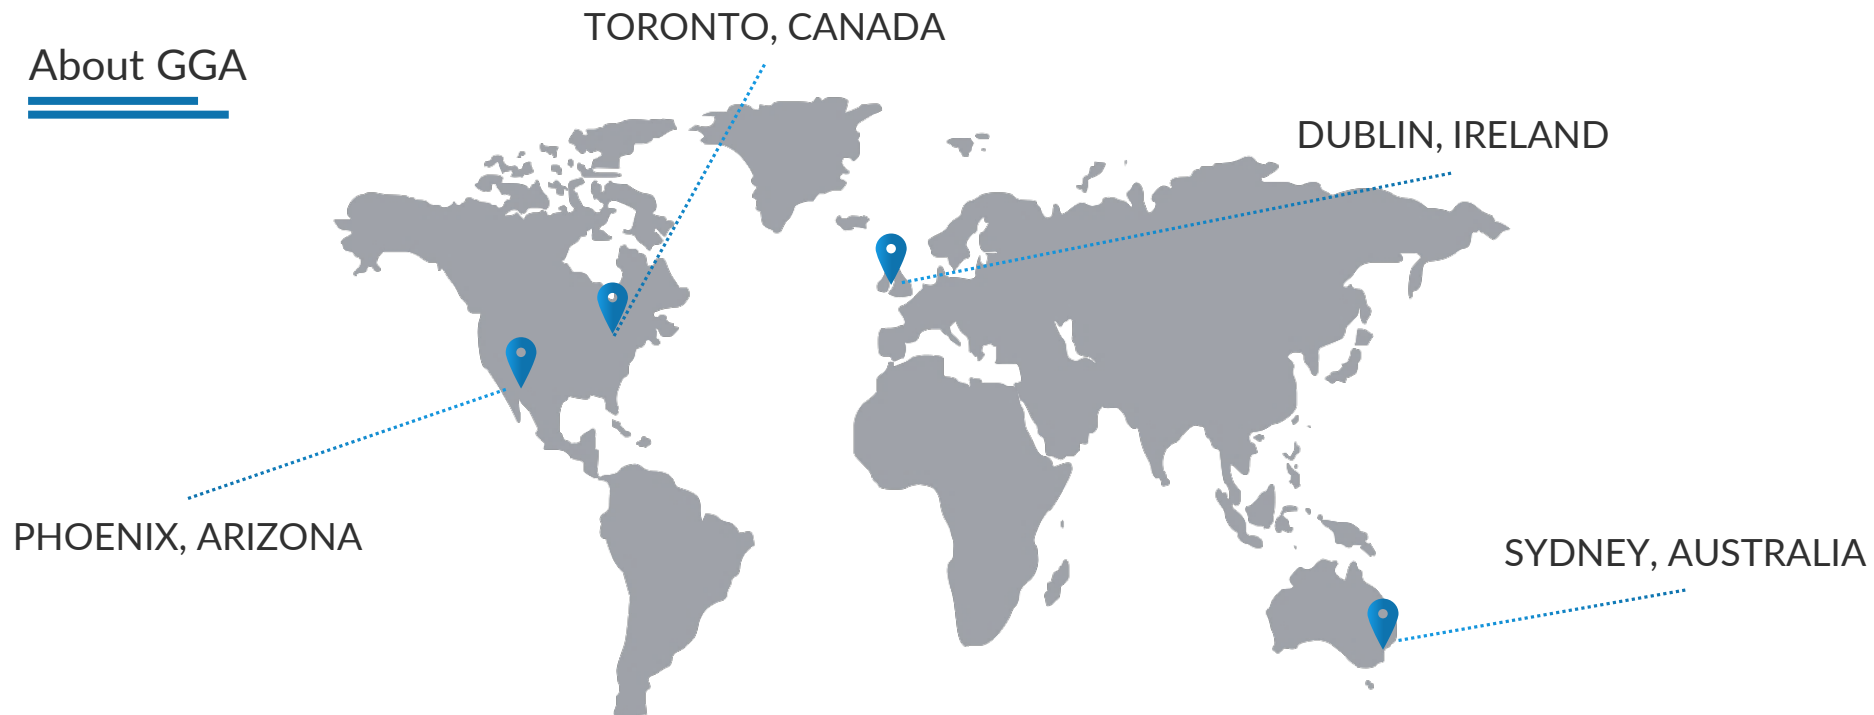 TORONTO, CANADA
About GGA
DUBLIN, IRELAND
PHOENIX, ARIZONA
SYDNEY, AUSTRALIA